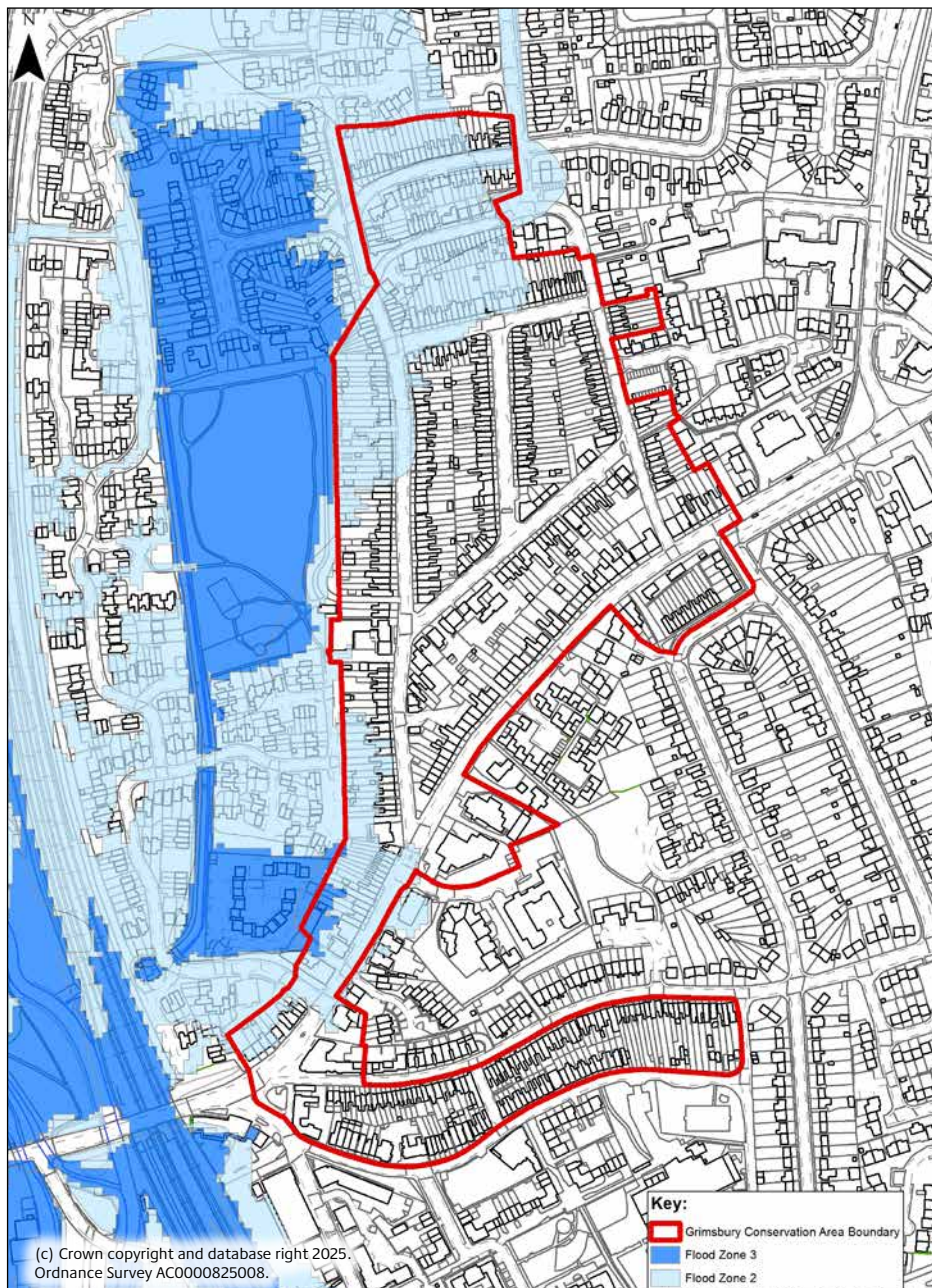 N
(c) Crown copyright and database right 2025.
Ordnance Survey AC0000825008.
Key:
Grimsbury Conservation Area Boundary
Flood Zone 3
Flood Zone 2